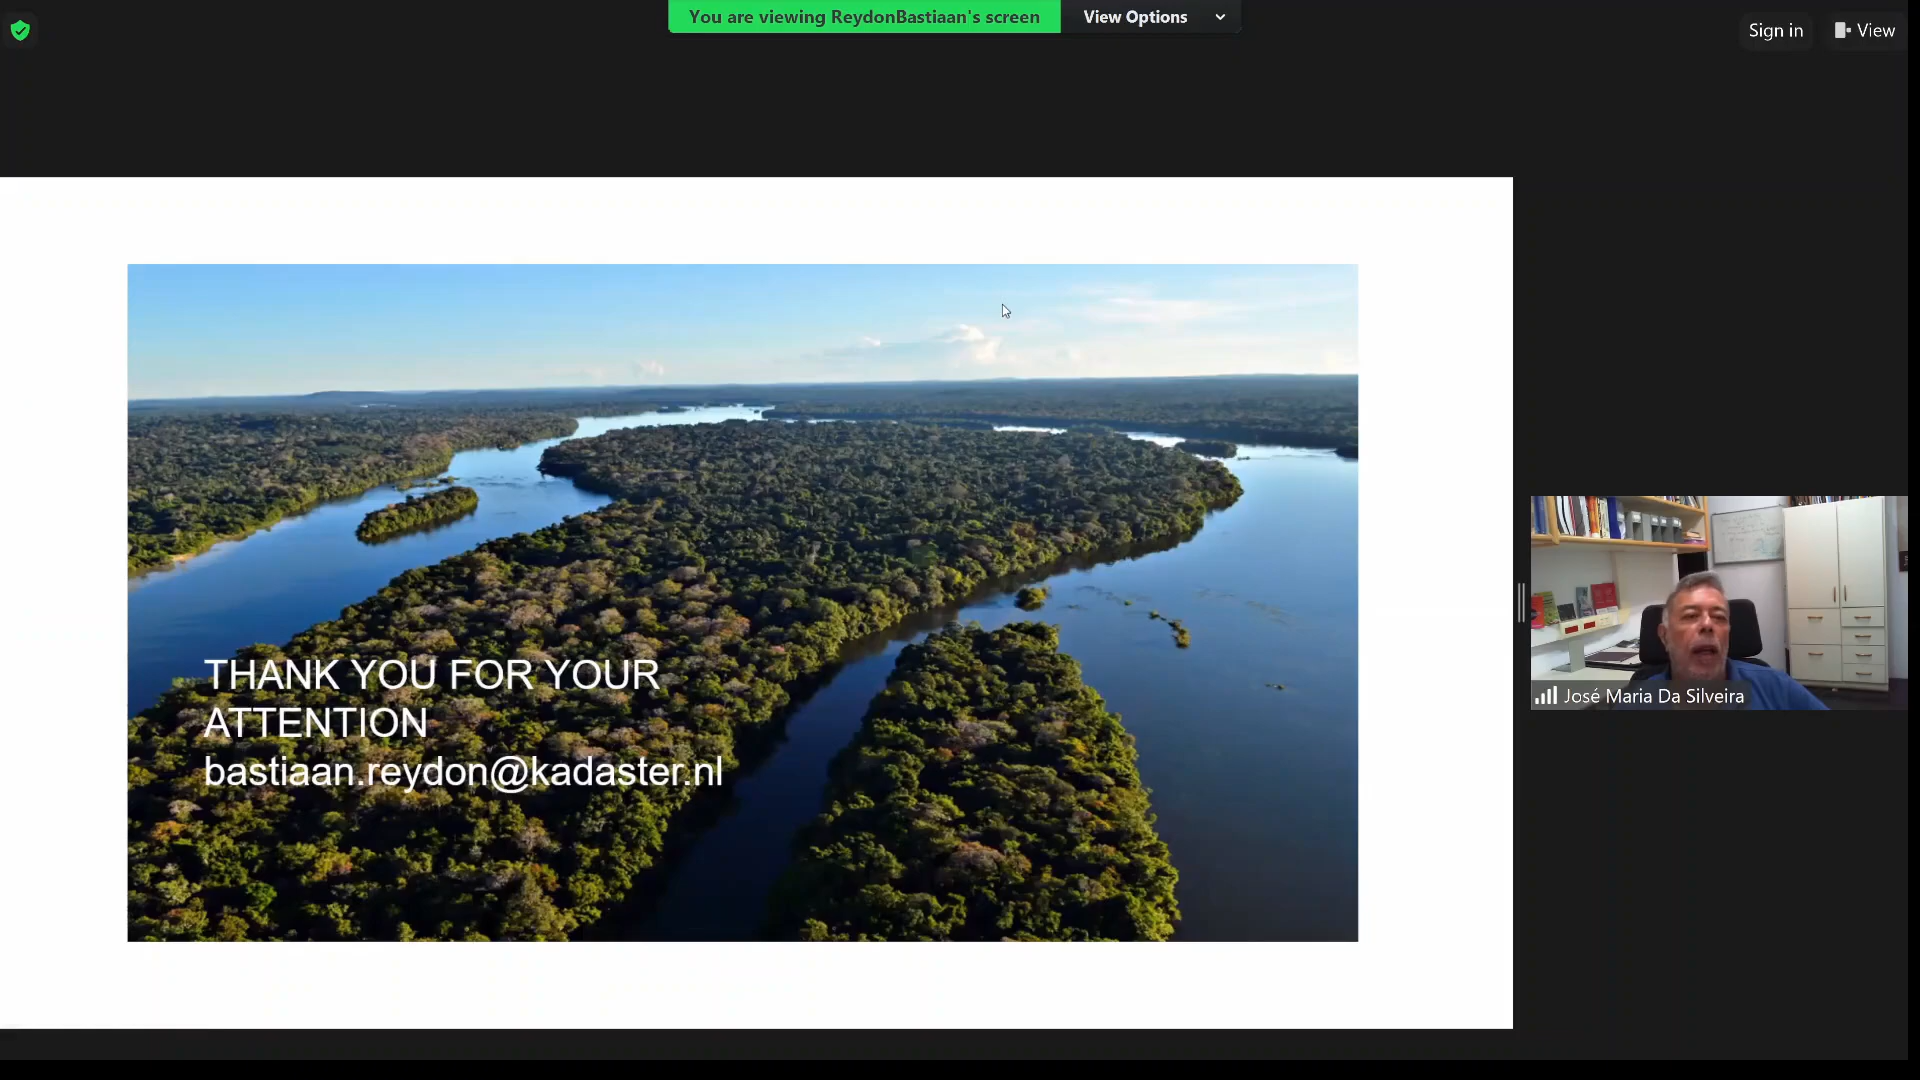 You are viewing ReydonBastiaan's screen
View Options
Sign in
View
THANK YOU FOR YOUR
ATTENTION
bastiaan.reydon@kadaster.nl
José Maria Da Silveira